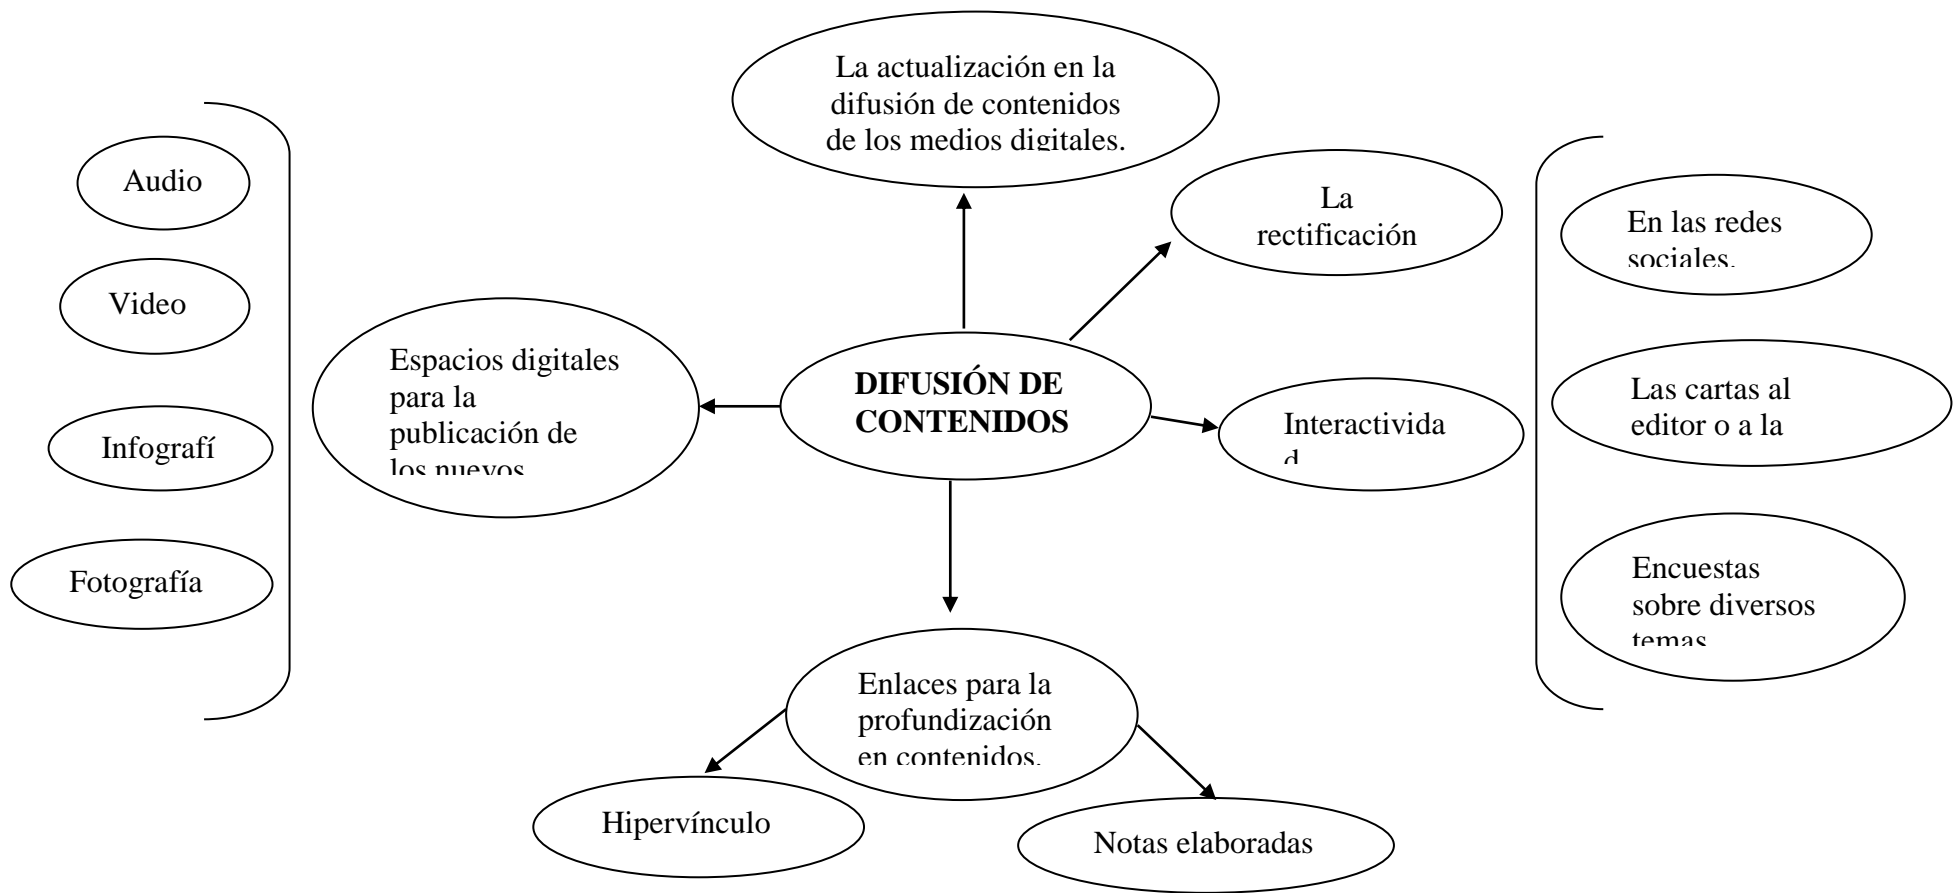 La actualización en la
difusión de contenidos
de los medios digitales.
Audio
Video
Infografí
Fotografía
Espacios digitales
para la
publicación de
los nuevos
DIFUSIÓN DE
CONTENIDOS
La
rectificación
Interactivida
d
En las redes
sociales.
Las cartas al
editor o a la
Encuestas
sobre diversos
temas
Enlaces para la
profundización
en contenidos.
Hipervínculo
Notas elaboradas